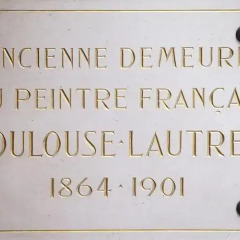 NCIENNE DEMEUR
U PEINTRE FRANÇA
OULOUSE·LAUTRE
1864·1901